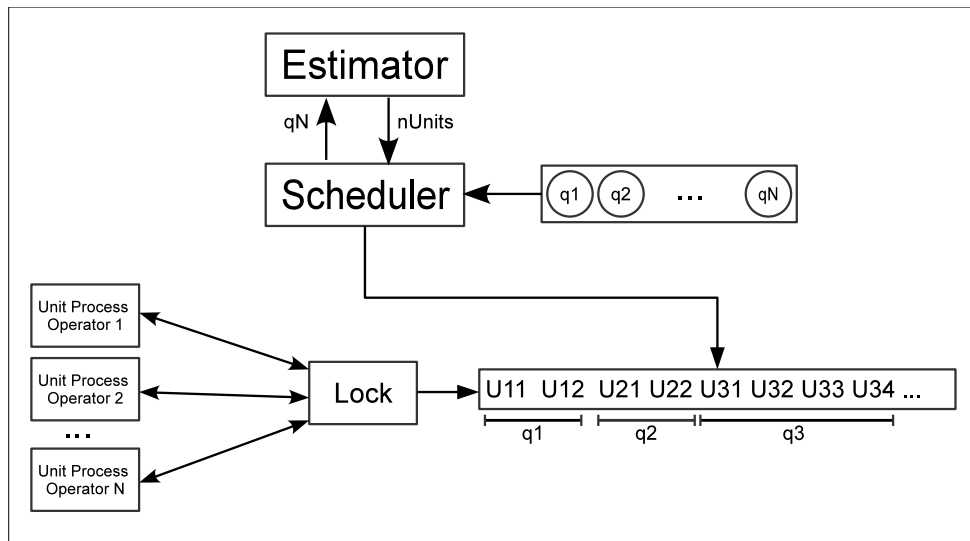 Estimator
qN nUnits
Scheduler
q1 q2 ... qN
Unit Process
Operator 1
Unit Process
Operator 2
...
Unit Process
Operator N
Lock
U11 U12 U21 U22 U31 U32 U33 U34 ...
q1 q2 q3